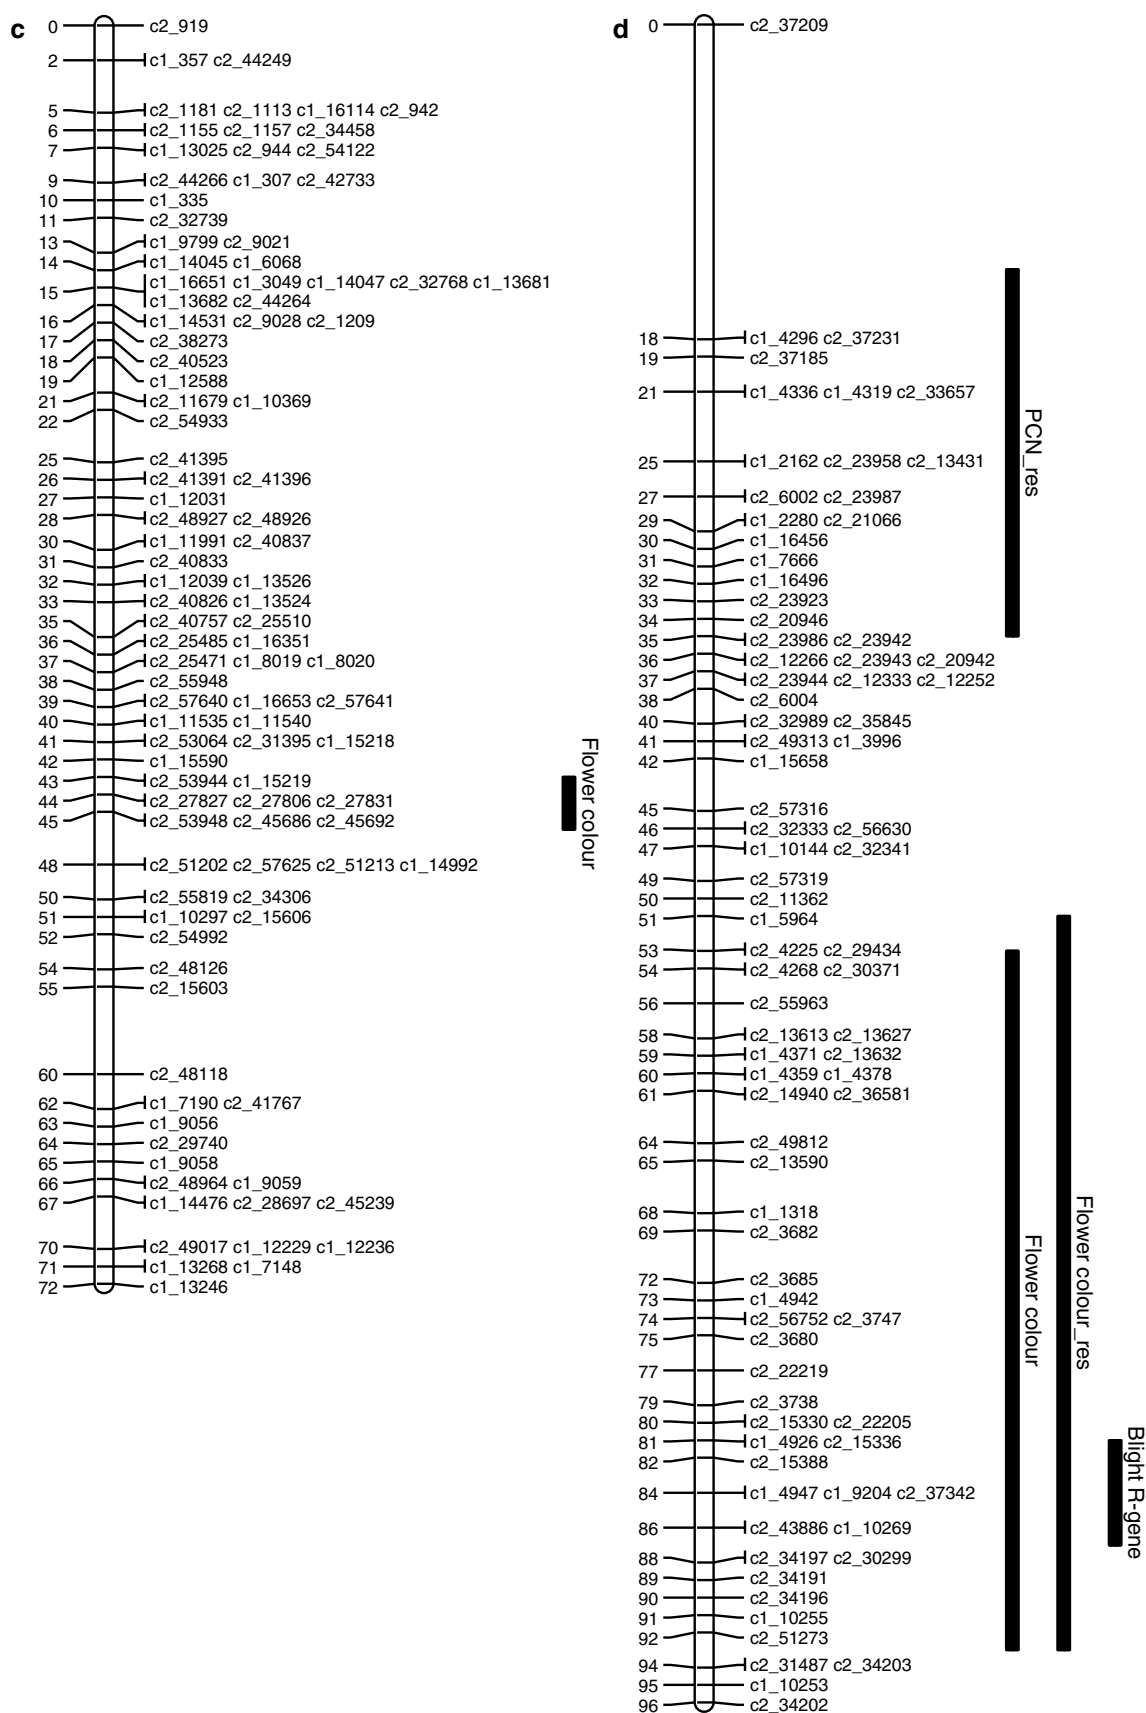 c
0 c2_919
2 c1_357 c2_44249
5 c2_1181 c2_1113 c1_16114 c2_942
6 c2_1155 c2_1157 c2_34458
7 c1_13025 c2_944 c2_54122
9 c2_44266 c1_307 c2_42733
10 c1_335
11 c2_32739
13 c1_9799 c2_9021
14 c1_14045 c1_6068
15 c1_16651 c1_3049 c1_14047 c2_32768 c1_13681
c1_13682 c2_44264
16 c1_14531 c2_9028 c2_1209
17 c2_38273
18 c2_40523
19 c1_12588
21 c2_11679 c1_10369
22 c2_54933
25 c2_41395
26 c2_41391 c2_41396
27 c1_12031
28 c2_48927 c2_48926
30 c1_11991 c2_40837
31 c2_40833
32 c1_12039 c1_13526
33 c2_40826 c1_13524
35 c2_40757 c2_25510
36 c2_25485 c1_16351
37 c2_25471 c1_8019 c1_8020
38 c2_55948
39 c2_57640 c1_16653 c2_57641
40 c1_11535 c1_11540
41 c2_53064 c2_31395 c1_15218
42 c1_15590
43 c2_53944 c1_15219
44 c2_27827 c2_27806 c2_27831
45 c2_53948 c2_45686 c2_45692
48 c2_51202 c2_57625 c2_51213 c1_14992
50 c2_55819 c2_34306
51 c1_10297 c2_15606
52 c2_54992
54 c2_48126
55 c2_15603
60 c2_48118
62 c1_7190 c2_41767
63 c1_9056
64 c2_29740
65 c1_9058
66 c2_48964 c1_9059
67 c1_14476 c2_28697 c2_45239
70 c2_49017 c1_12229 c1_12236
71 c1_13268 c1_7148
72 c1_13246
Flower colour
d
0 c2_37209
18 c1_4296 c2_37231
19 c2_37185
21 c1_4336 c1_4319 c2_33657
25 c1_2162 c2_23958 c2_13431
27 c2_6002 c2_23987
29 c1_2280 c2_21066
30 c1_16456
31 c1_7666
32 c1_16496
33 c2_23923
34 c2_20946
35 c2_23986 c2_23942
36 c2_12266 c2_23943 c2_20942
37 c2_23944 c2_12333 c2_12252
38 c2_6004
40 c2_32989 c2_35845
41 c2_49313 c1_3996
42 c1_15658
45 c2_57316
46 c2_32333 c2_56630
47 c1_10144 c2_32341
49 c2_57319
50 c2_11362
51 c1_5964
53 c2_4225 c2_29434
54 c2_4268 c2_30371
56 c2_55963
58 c2_13613 c2_13627
59 c1_4371 c2_13632
60 c1_4359 c1_4378
61 c2_14940 c2_36581
64 c2_49812
65 c2_13590
68 c1_1318
69 c2_3682
72 c2_3685
73 c1_4942
74 c2_56752 c2_3747
75 c2_3680
77 c2_22219
79 c2_3738
80 c2_15330 c2_22205
81 c1_4926 c2_15336
82 c2_15388
84 c1_4947 c1_9204 c2_37342
86 c2_43886 c1_10269
88 c2_34197 c2_30299
89 c2_34191
90 c2_34196
91 c1_10255
92 c2_51273
94 c2_31487 c2_34203
95 c1_10253
96 c2_34202
PCN_res
Flower colour
Flower colour_res
Blight R-gene